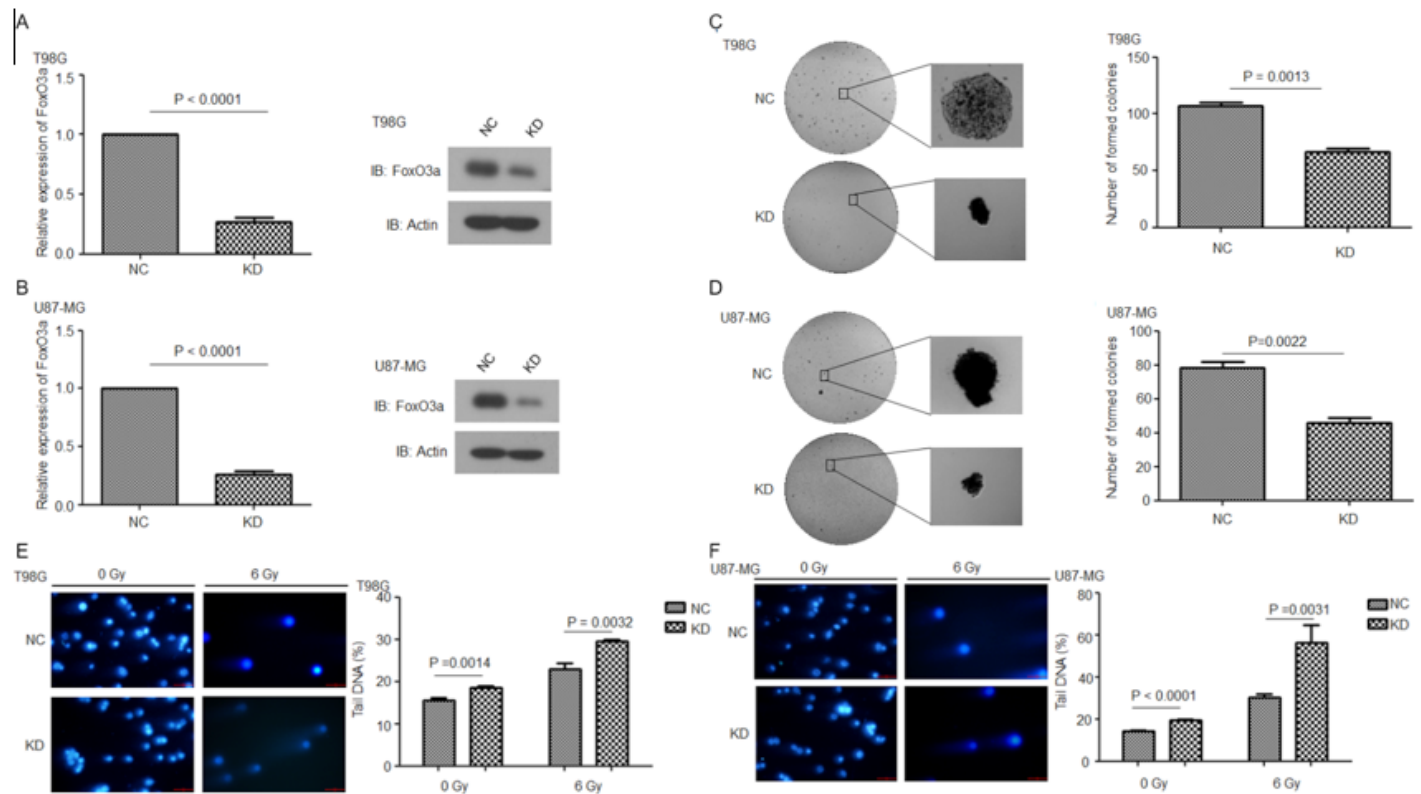 A
T98G
Relative expression of FoxO3a
1.5
1.0
0.5
0.0
P < 0.0001
NC
KD
T98G
NC
KD
IB: FoxO3a
IB: Actin
B
U87-MG
Relative expression of FoxO3a
1.5
1.0
0.5
0.0
P < 0.0001
NC
KD
U87-MG
NC
KD
IB: FoxO3a
IB: Actin
C
T98G
NC
KD
T98G
Number of formed colonies
150
100
50
0
P = 0.0013
NC
KD
D
U87-MG
NC
KD
U87-MG
Number of formed colonies
100
80
60
40
20
0
P=0.0022
NC
KD
E
T98G
0 Gy
6 Gy
NC
KD
T98G
Tail DNA (%)
40
30
20
10
0
P =0.0014
P = 0.0032
0 Gy
6 Gy
NC
KD
F
U87-MG
0 Gy
6 Gy
NC
KD
U87-MG
Tail DNA (%)
80
60
40
20
0
P < 0.0001
P =0.0031
0 Gy
6 Gy
NC
KD